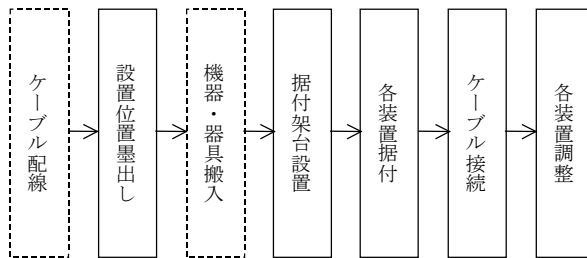 ケーブル配線
設置位置墨出し
機器・器具搬入
据付架台設置
各装置据付
ケーブル接続
各装置調整